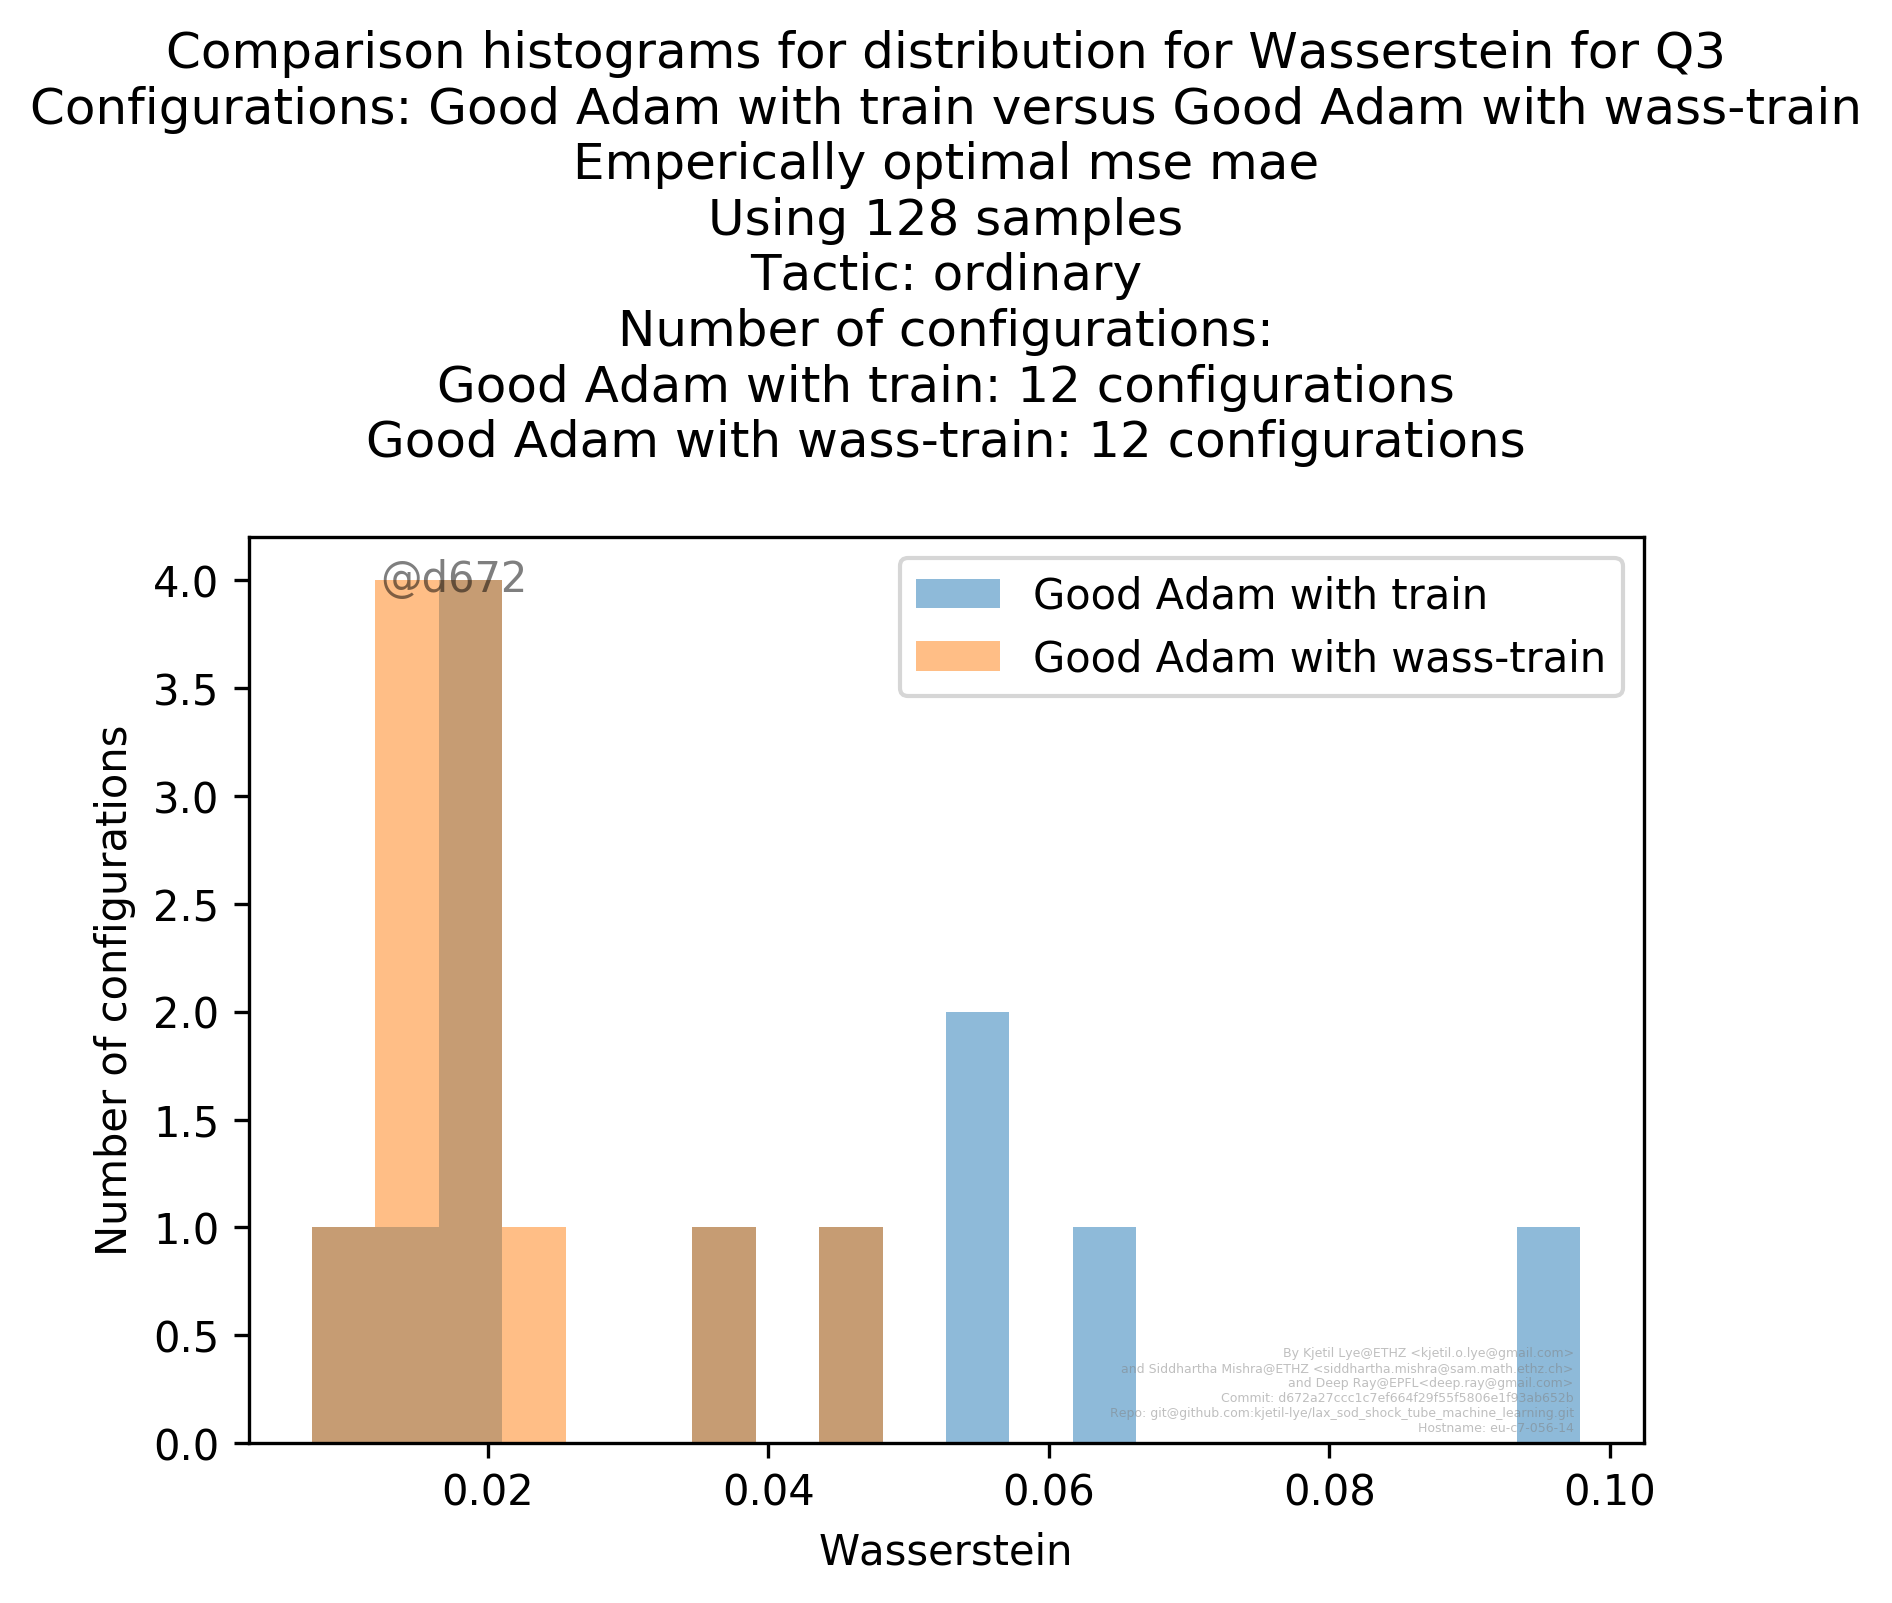 Comparison histograms for distribution for Wasserstein for Q3
Configurations: Good Adam with train versus Good Adam with wass-train
Emperically optimal mse mae
Using 128 samples
Tactic: ordinary
Number of configurations:
Good Adam with train: 12 configurations
Good Adam with wass-train: 12 configurations
@d672
Good Adam with train
Good Adam with wass-train
4.0
3.5
3.0
2.5
2.0
1.5
1.0
0.5
0.0
Number of configurations
By Kjetil Lye@ETHZ <kjetil.o.lye@gmail.com>
and Siddhartha Mishra@ETHZ <siddhartha.mishra@sam.math.ethz.ch>
and Deep Ray@EPFL<deep.ray@gmail.com>
Commit: d672a27ccc1c7ef664f29f55f5806e1f93ab652b
Repo: git@github.com:kjetil-lye/lax_sod_shock_tube_machine_learning.git
Hostname: eu-c7-056-14
0.02 0.04 0.06 0.08 0.10
Wasserstein